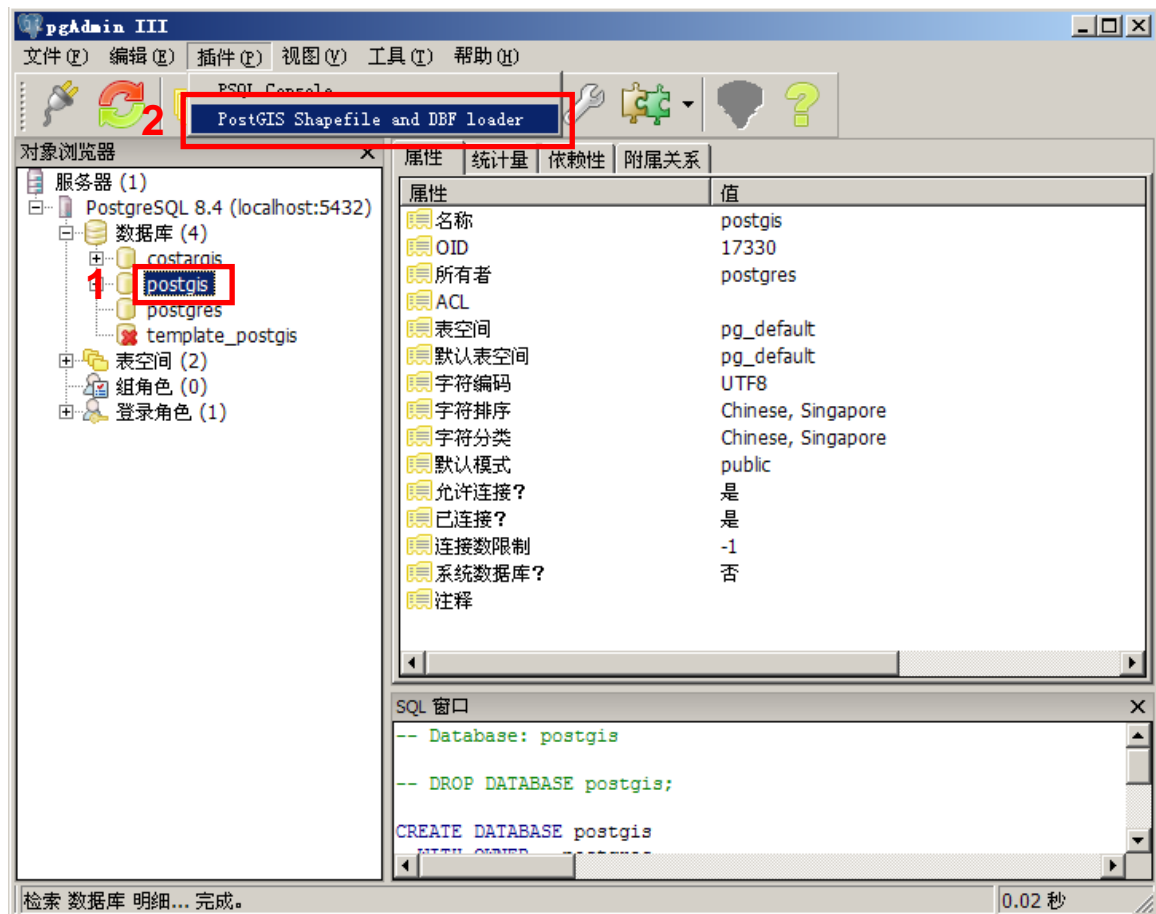 pgAdmin III
文件(F) 编辑(E) 插件(P) 视图(V) 工具(T) 帮助(H)
PSQL Console
2
PostGIS Shapefile and DBF loader
对象浏览器
服务器 (1)
PostgreSQL 8.4 (localhost:5432)
数据库 (4)
costargis
1
postgis
postgres
template_postgis
表空间 (2)
组角色 (0)
登录角色 (1)
属性 统计量 依赖性 附属关系
属性 值
名称 postgis
OID 17330
所有者 postgres
ACL
表空间 pg_default
默认表空间 pg_default
字符编码 UTF8
字符排序 Chinese, Singapore
字符分类 Chinese, Singapore
默认模式 public
允许连接? 是
已连接? 是
连接数限制 -1
系统数据库? 否
注释
SQL 窗口
-- Database: postgis
-- DROP DATABASE postgis;
CREATE DATABASE postgis
WITH OWNER postgres
检索 数据库 明细... 完成。 0.02 秒